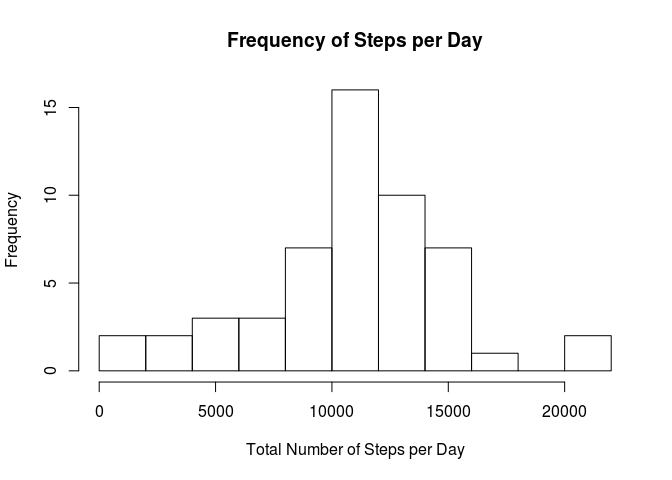 Frequency of Steps per Day
Frequency
15
10
5
0
0 5000 10000 15000 20000
Total Number of Steps per Day